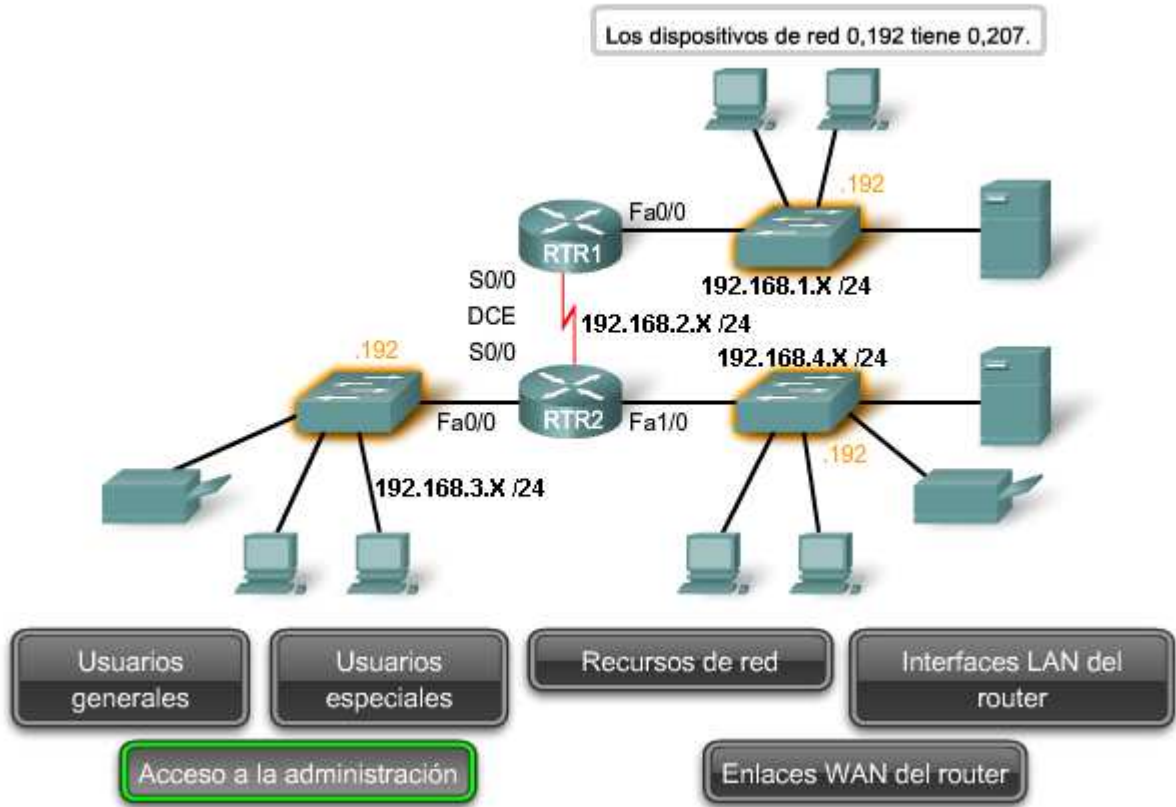 Los dispositivos de red 0,192 tiene 0,207.
.192
Fa0/0
RTR1
S0/0
192.168.1.X /24
DCE
192.168.2.X /24
S0/0
192.168.4.X /24
.192
Fa0/0
RTR2
Fa1/0
.192
192.168.3.X /24
Usuarios
generales
Usuarios
especiales
Recursos de red
Interfaces LAN del
router
Acceso a la administración
Enlaces WAN del router